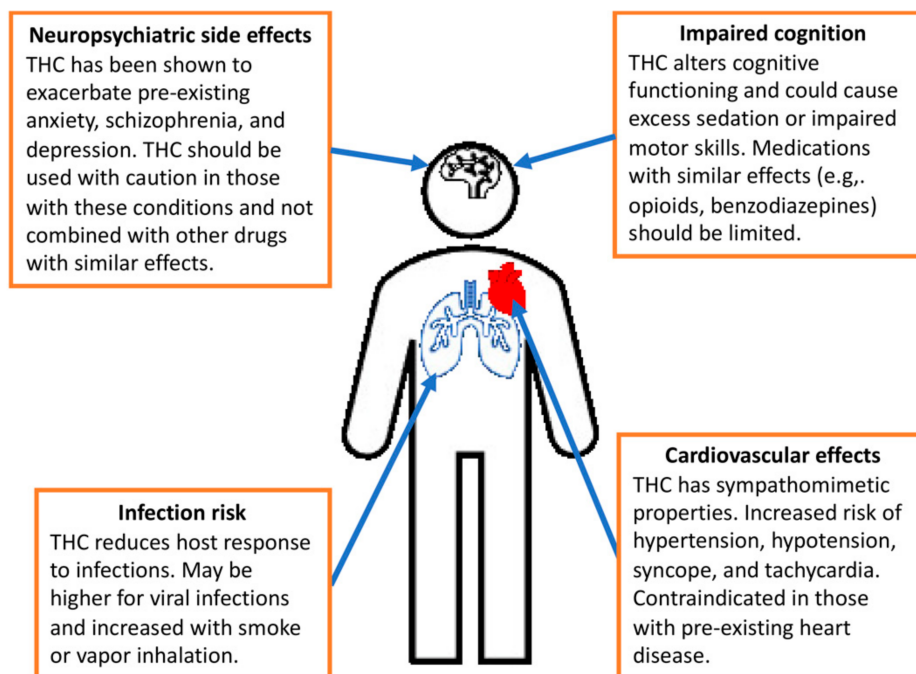 Neuropsychiatric side effects
THC has been shown to
exacerbate pre-existing
anxiety, schizophrenia, and
depression. THC should be
used with caution in those
with these conditions and not
combined with other drugs
with similar effects.
Impaired cognition
THC alters cognitive
functioning and could cause
excess sedation or impaired
motor skills. Medications
with similar effects (e.g,.
opioids, benzodiazepines)
should be limited.
Infection risk
THC reduces host response
to infections. May be
higher for viral infections
and increased with smoke
or vapor inhalation.
Cardiovascular effects
THC has sympathomimetic
properties. Increased risk of
hypertension, hypotension,
syncope, and tachycardia.
Contraindicated in those
with pre-existing heart
disease.